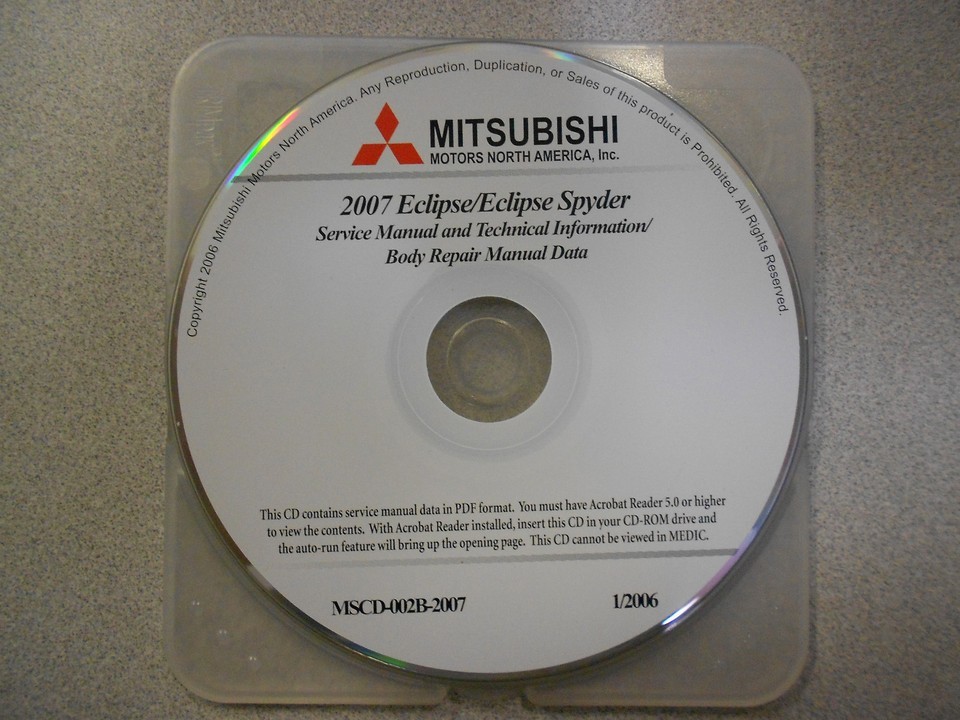 Copyright 2006 Mitsubishi Motors North America. Any Reproduction, Duplication, or Sales of this product is Prohibited. All Rights Reserved.
MITSUBISHI
MOTORS NORTH AMERICA, Inc.
2007 Eclipse/Eclipse Spyder
Service Manual and Technical Information/
Body Repair Manual Data
This CD contains service manual data in PDF format. You must have Acrobat Reader 5.0 or higher
to view the contents. With Acrobat Reader installed, insert this CD in your CD-ROM drive and
the auto-run feature will bring up the opening page. This CD cannot be viewed in MEDIC.
MSCD-002B-2007 1/2006